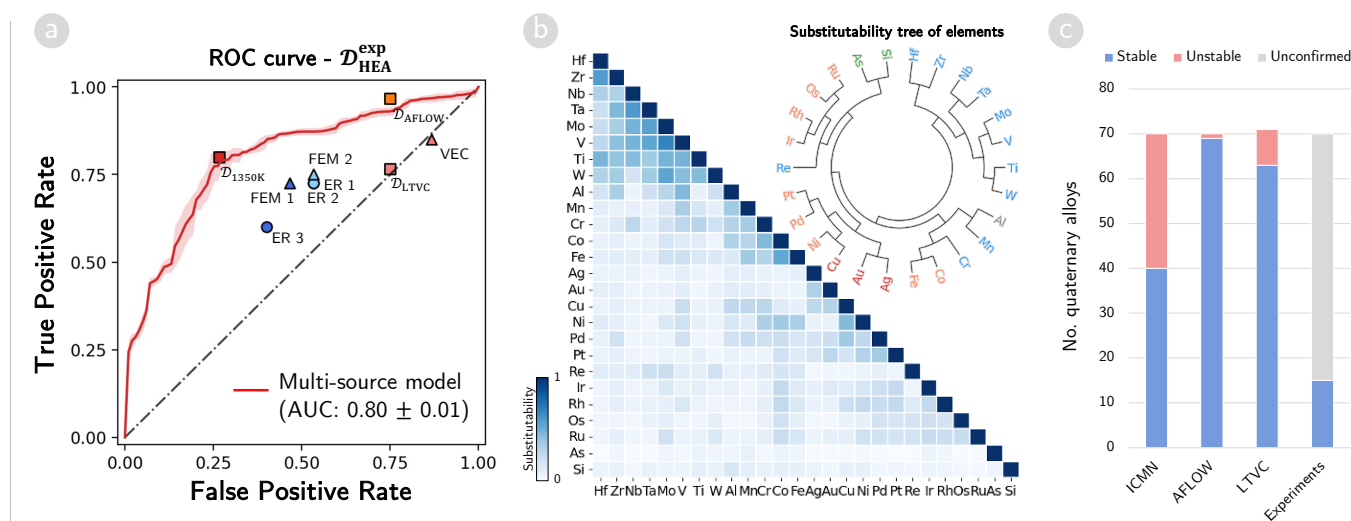 a
ROC curve - 𝒟 exp HEA
True Positive Rate
1.00
0.75
0.50
0.25
0.00
0.00 0.25 0.50 0.75 1.00
False Positive Rate
𝒟AFLOW
VEC
𝒟1350K
FEM 2
𝒟LTVC
FEM 1
ER 1
ER 2
ER 3
Multi-source model
(AUC: 0.80 ± 0.01)
b
Substitutability tree of elements
Hf
Zr
Nb
Ta
Mo
V
Ti
W
Al
Mn
Cr
Co
Fe
Ag
Au
Cu
Ni
Pd
Pt
Re
Ir
Rh
Os
Ru
As
Si
Hf Zr Nb Ta Mo V Ti W Al Mn Cr Co Fe Ag Au Cu Ni Pd Pt Re Ir Rh Os Ru As Si
Substitutability
1
0
Hf
Zr
Nb
Ta
Mo
V
Ti
W
Al
Mn
Cr
Co
Fe
Ag
Au
Cu
Ni
Pd
Pt
Re
Ir
Rh
Os
Ru
As
Si
c
Stable Unstable Unconfirmed
No. quaternary alloys
80
70
60
50
40
30
20
10
0
ICMN
AFLOW
LTVC
Experiments